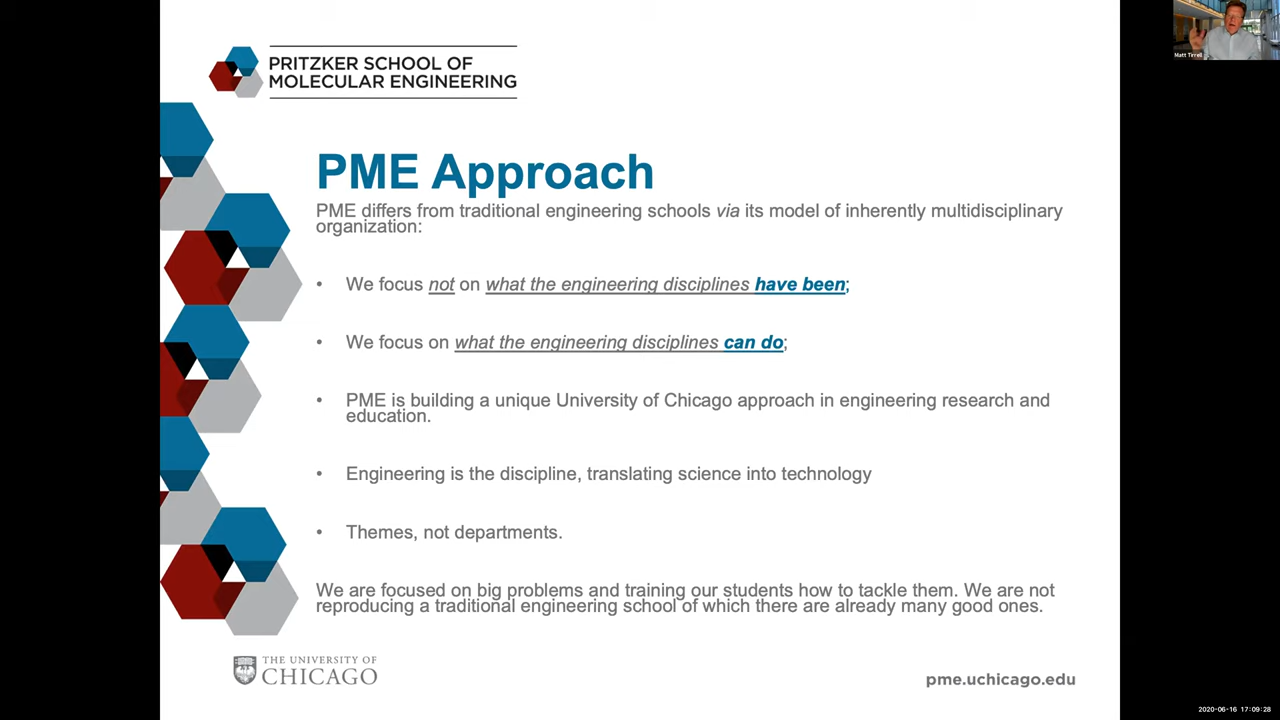 PRITZKER SCHOOL OF
MOLECULAR ENGINEERING
Matt Tirrell
PME Approach
PME differs from traditional engineering schools via its model of inherently multidisciplinary
organization:
• We focus not on what the engineering disciplines have been;
• We focus on what the engineering disciplines can do;
• PME is building a unique University of Chicago approach in engineering research and
education.
• Engineering is the discipline, translating science into technology
• Themes, not departments.
We are focused on big problems and training our students how to tackle them. We are not
reproducing a traditional engineering school of which there are already many good ones.
THE UNIVERSITY OF
CHICAGO
pme.uchicago.edu
2020-06-16 17:09:28